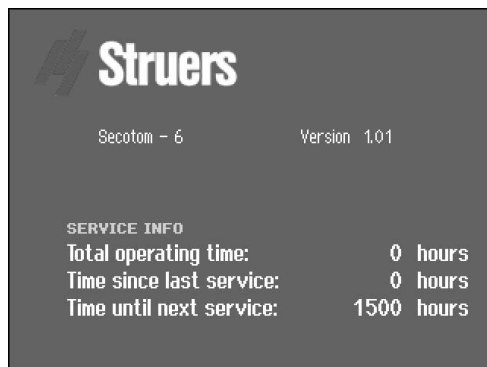 Struers
Secotom - 6 Version 1.01
SERVICE INFO
Total operating time: 0 hours
Time since last service: 0 hours
Time until next service: 1500 hours